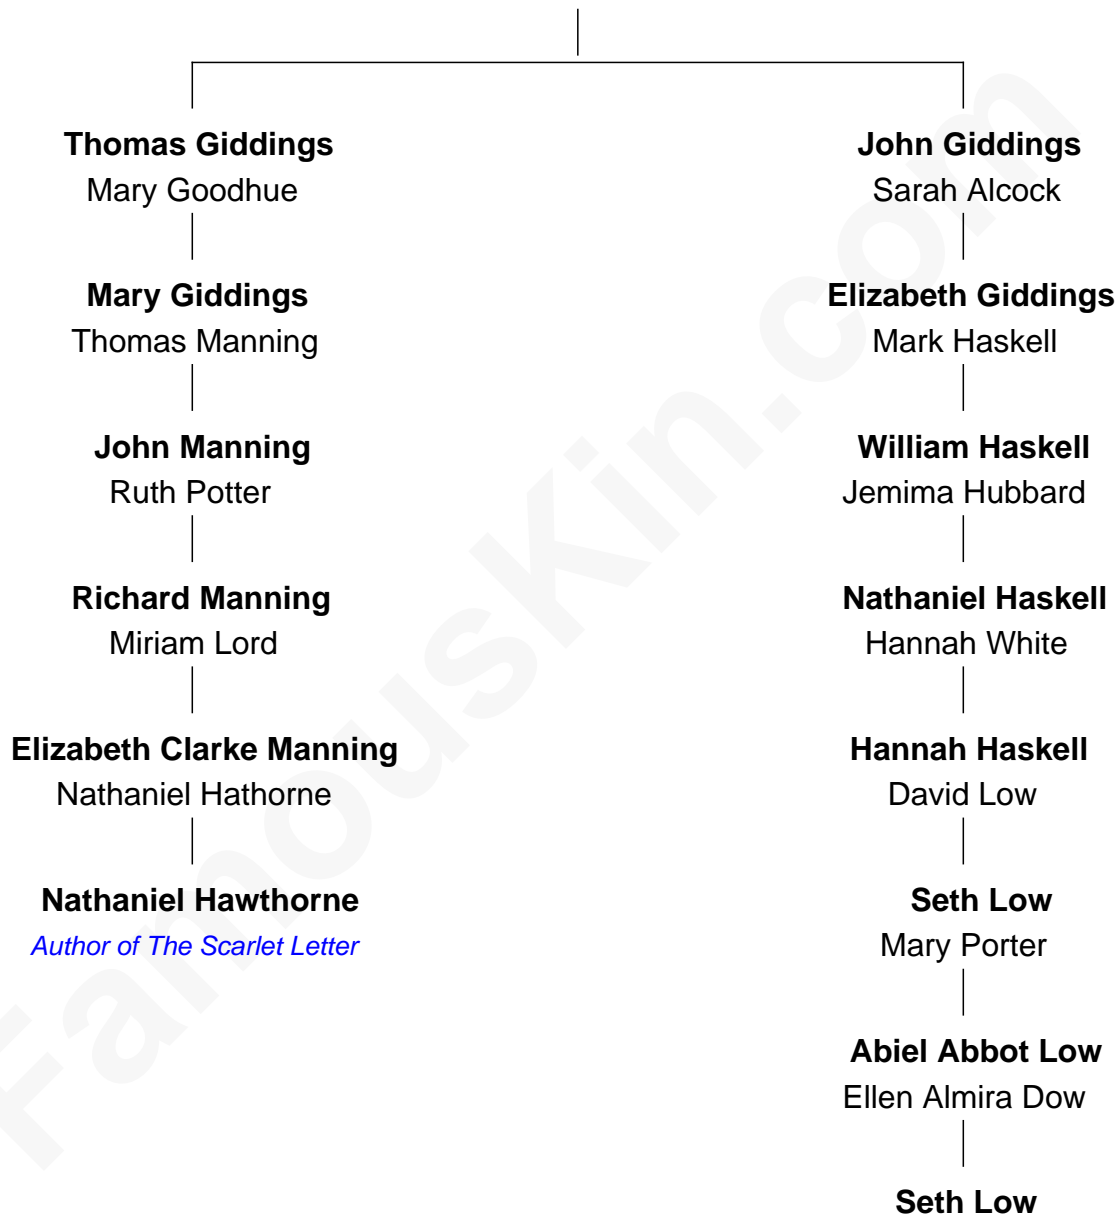 Thomas Giddings
Mary Goodhue
Mary Giddings
Thomas Manning
John Manning
Ruth Potter
Richard Manning
Miriam Lord
Elizabeth Clarke Manning
Nathaniel Hathorne
Nathaniel Hawthorne
Author of The Scarlet Letter
John Giddings
Sarah Alcock
Elizabeth Giddings
Mark Haskell
William Haskell
Jemima Hubbard
Nathaniel Haskell
Hannah White
Hannah Haskell
David Low
Seth Low
Mary Porter
Abiel Abbot Low
Ellen Almira Dow
Seth Low
FamousKin.com